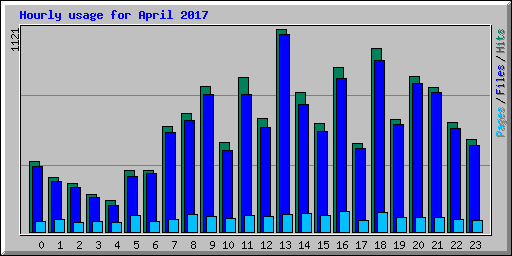 Hourly usage for April 2017
1121
Pages / Files / Hits
0 1 2 3 4 5 6 7 8 9 10 11 12 13 14 15 16 17 18 19 20 21 22 23